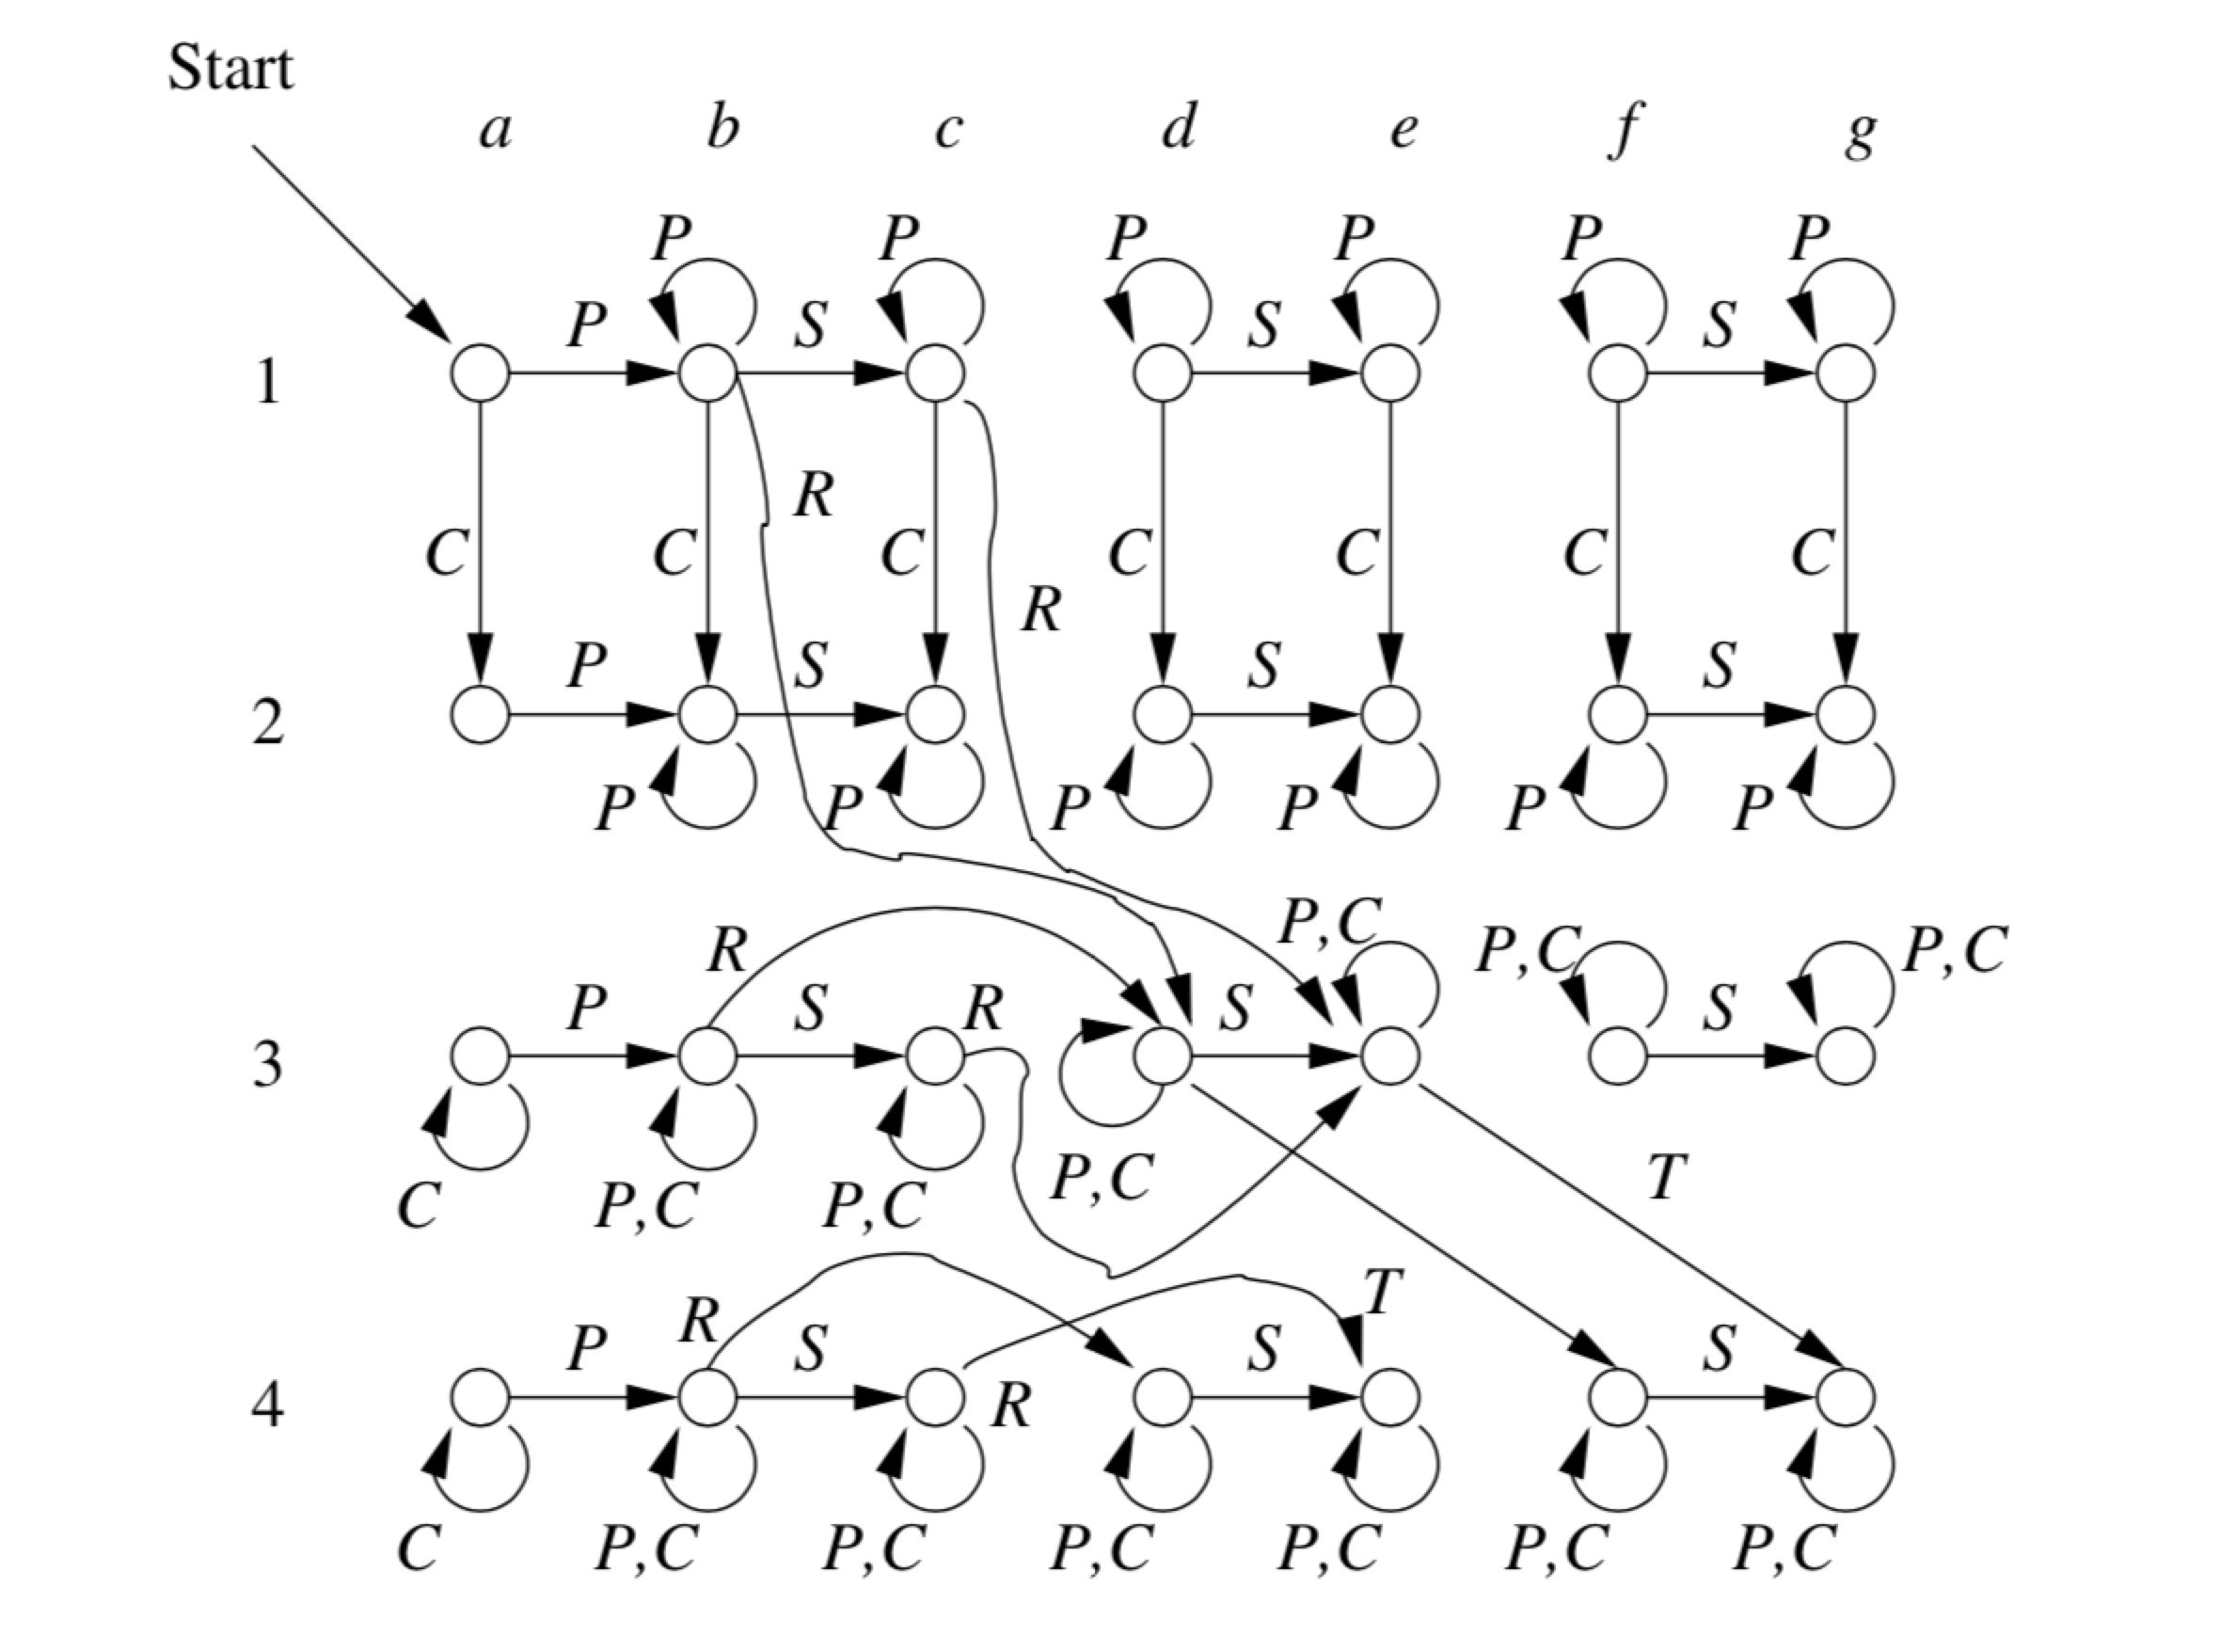 Start
a b c d e f g
P P P P P P
P S S S
1
R
C C C C C C C
R
P S S S
2
P P P P P P
P,C P,C P,C
R
P S R S S
3
P,C T
C P,C P,C
T
R
P S S S
4
R
C P,C P,C P,C P,C P,C P,C